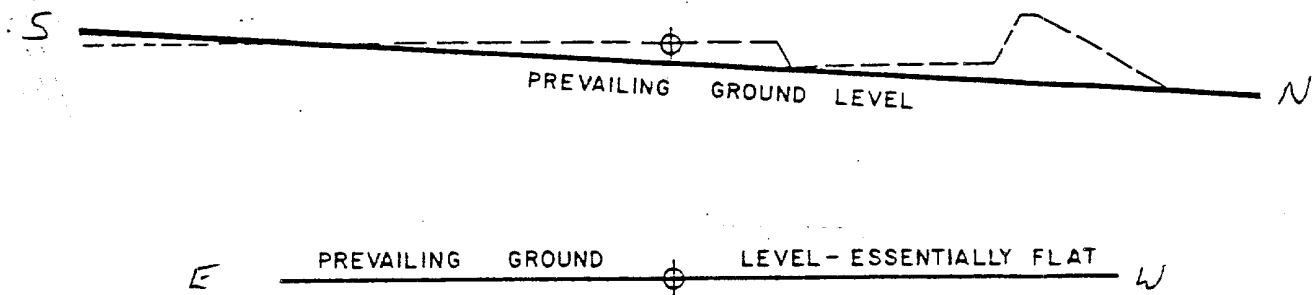 S
PREVAILING GROUND LEVEL
N
PREVAILING GROUND LEVEL-ESSENTIALLY FLAT
E
W